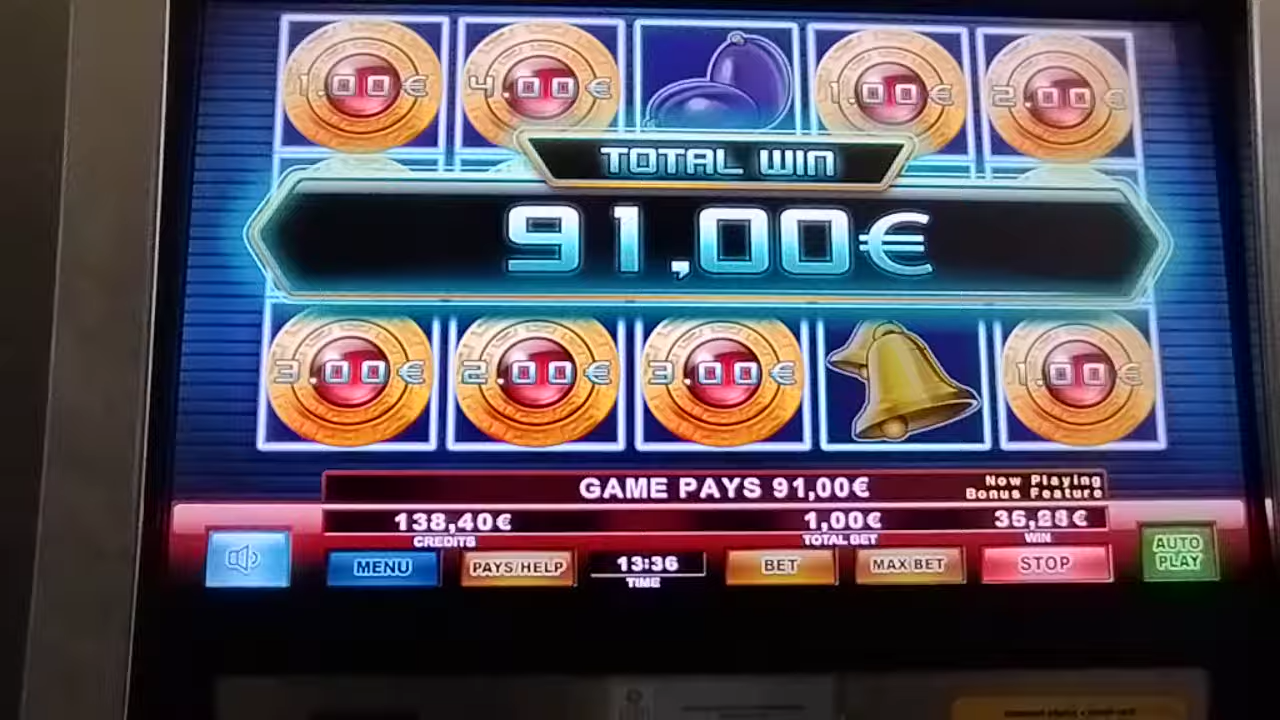 1.00€ 4.00€ 1.00€ 2.00€
TOTAL WIN
91,00€
3.00€ 2.00€ 3.00€ 1.00€
GAME PAYS 91,00€
Now Playing
Bonus Feature
138,40€ 1,00€
CREDITS TOTAL BET WIN
MENU PAYS/HELP 13:36 BET MAX BET STOP AUTO
TIME PLAY